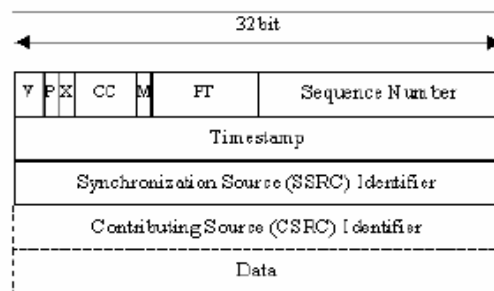 32bit
V P X CC M PT Sequence Number
Timestamp
Synchronization Source (SSRC) Identifier
Contributing Source (CSRC) Identifier
Data